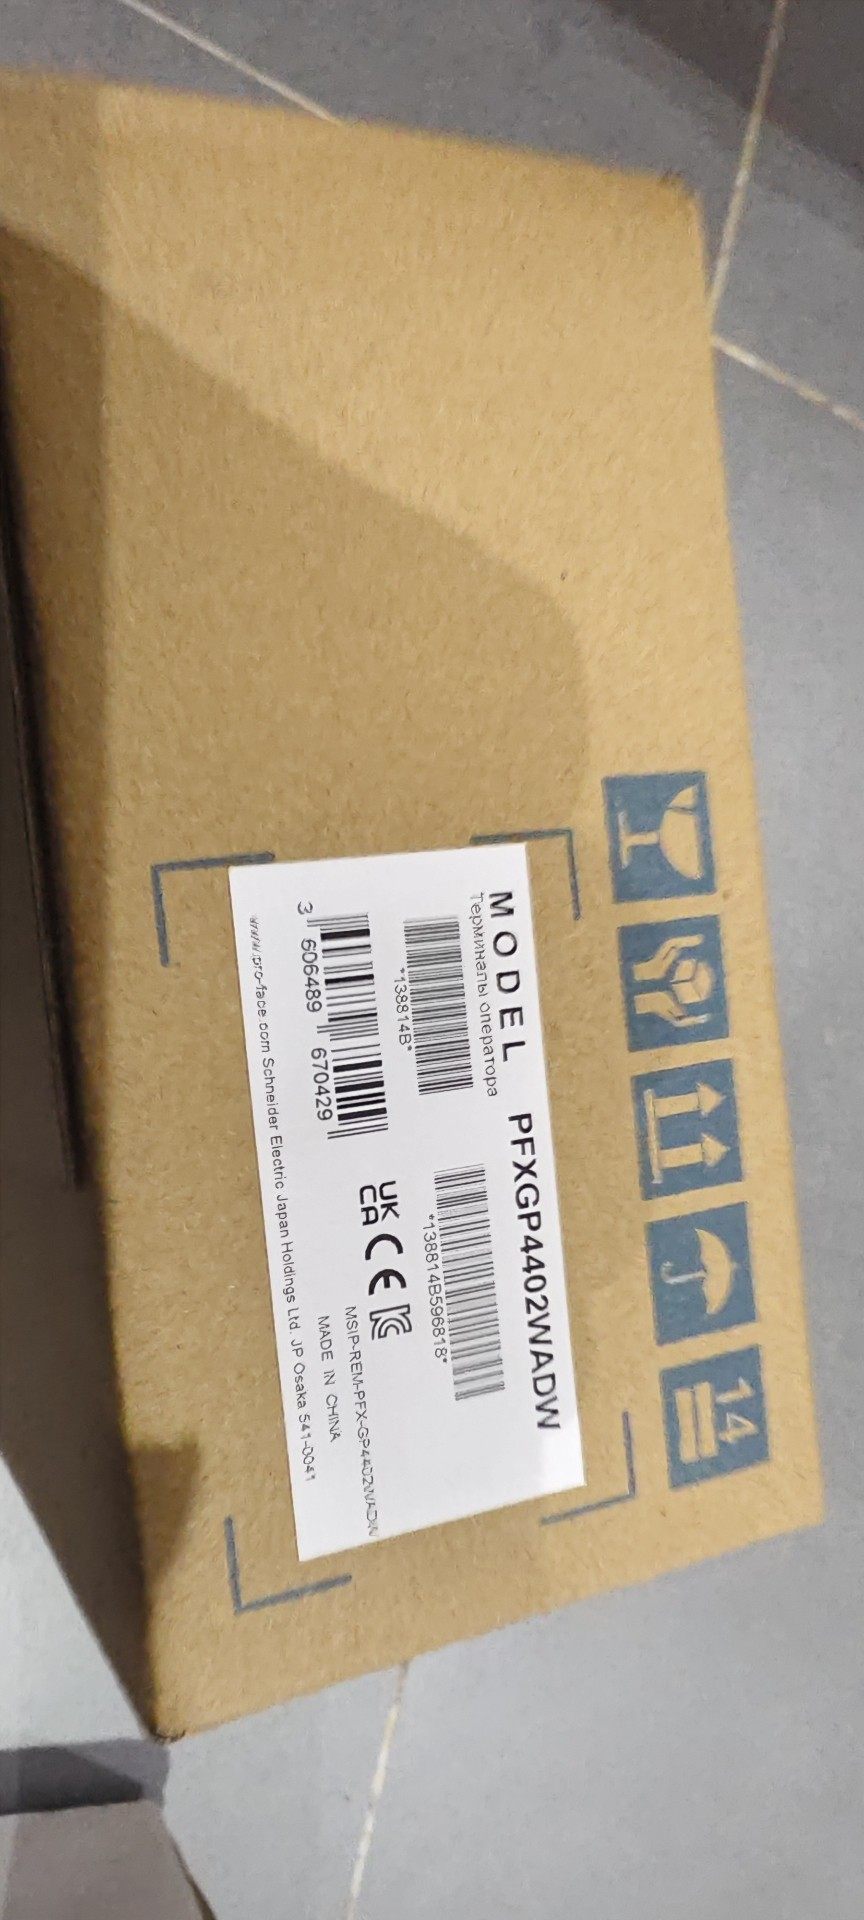 14
MODEL PFXGP4402WADW
Терминалы оператора
*138814B*
*138814B596818*
3 606489 670429
UK CA CE
MSIP-REM-PFX-GP4402WADW
MADE IN CHINA
www.pro-face.com Schneider Electric Japan Holdings Ltd. JP Osaka 541-0041